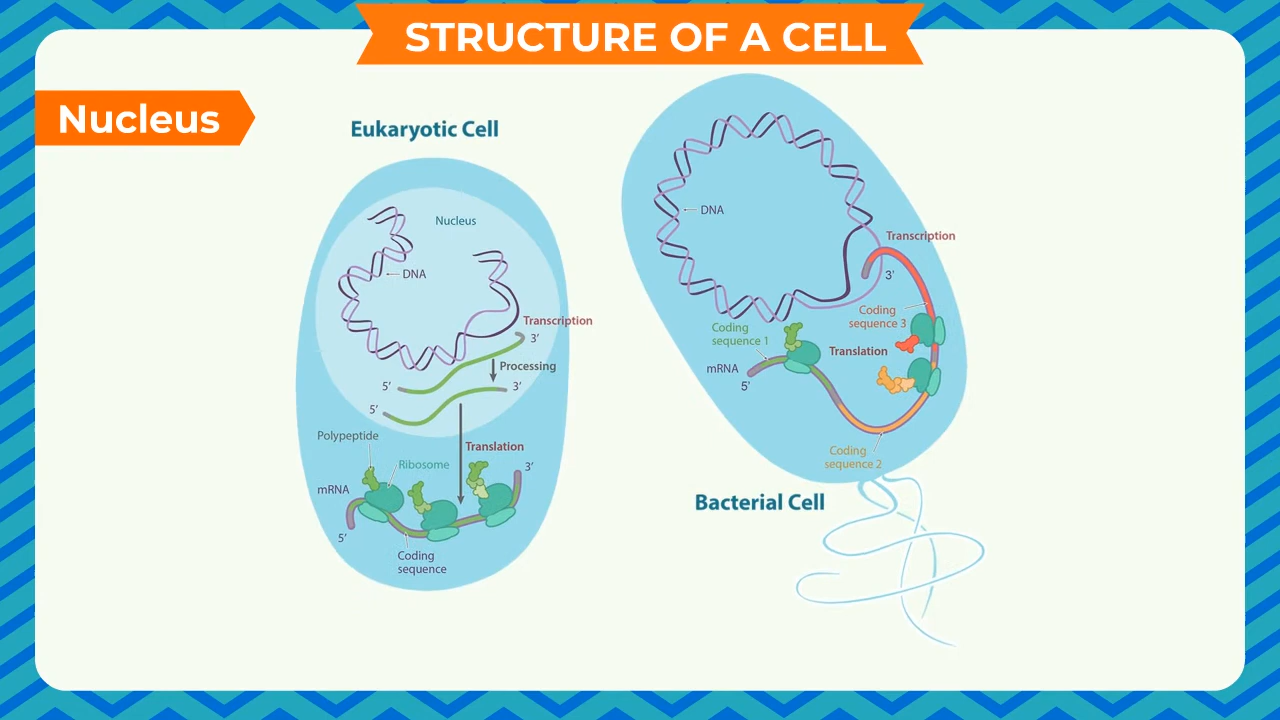 STRUCTURE OF A CELL
Nucleus
Eukaryotic Cell
Nucleus
DNA
Transcription
3’
Processing
5’
3’
5’
Polypeptide
Translation
Ribosome
3’
mRNA
5’
Coding
sequence
DNA
Transcription
3’
Coding
sequence 3
Coding
sequence 1
Translation
mRNA
5’
Coding
sequence 2
Bacterial Cell